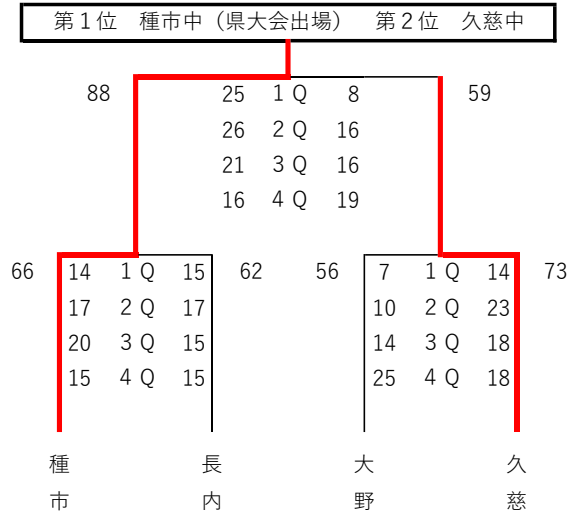 第１位　種市中（県大会出場）　第２位　久慈中
88 25 １Ｑ 8 59
26 ２Ｑ 16
21 ３Ｑ 16
16 ４Ｑ 19
66 14 １Ｑ 15 62 56 7 １Ｑ 14 73
17 ２Ｑ 17 10 ２Ｑ 23
20 ３Ｑ 15 14 ３Ｑ 18
15 ４Ｑ 15 25 ４Ｑ 18
種市
長内
大野
久慈